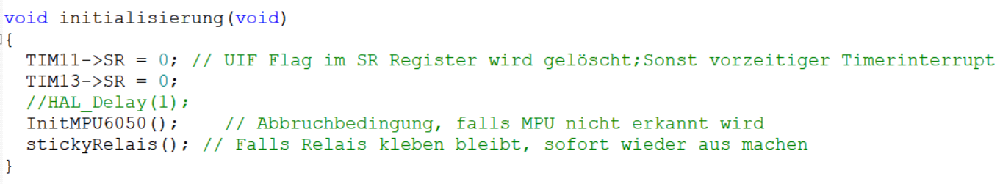 void initialisierung(void)
{
TIM11->SR = 0; // UIF Flag im SR Register wird gelöscht;Sonst vorzeitiger Timerinterrupt
TIM13->SR = 0;
//HAL_Delay(1);
InitMPU6050(); // Abbruchbedingung, falls MPU nicht erkannt wird
stickyRelais(); // Falls Relais kleben bleibt, sofort wieder aus machen
}